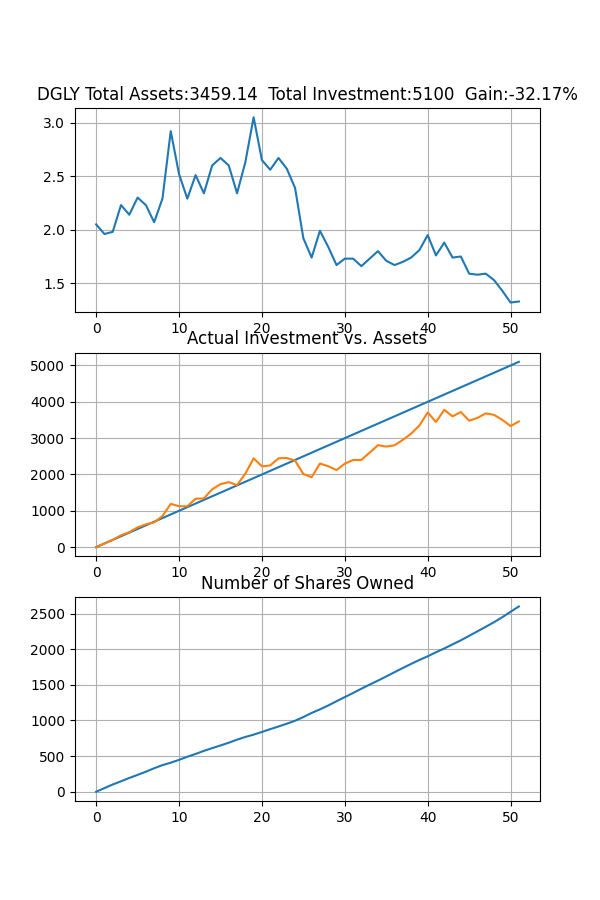 DGLY Total Assets:3459.14  Total Investment:5100  Gain:-32.17%
3.0
2.5
2.0
1.5
0 10 20 30 40 50
Actual Investment vs. Assets
5000
4000
3000
2000
1000
0
0 10 20 30 40 50
Number of Shares Owned
2500
2000
1500
1000
500
0
0 10 20 30 40 50